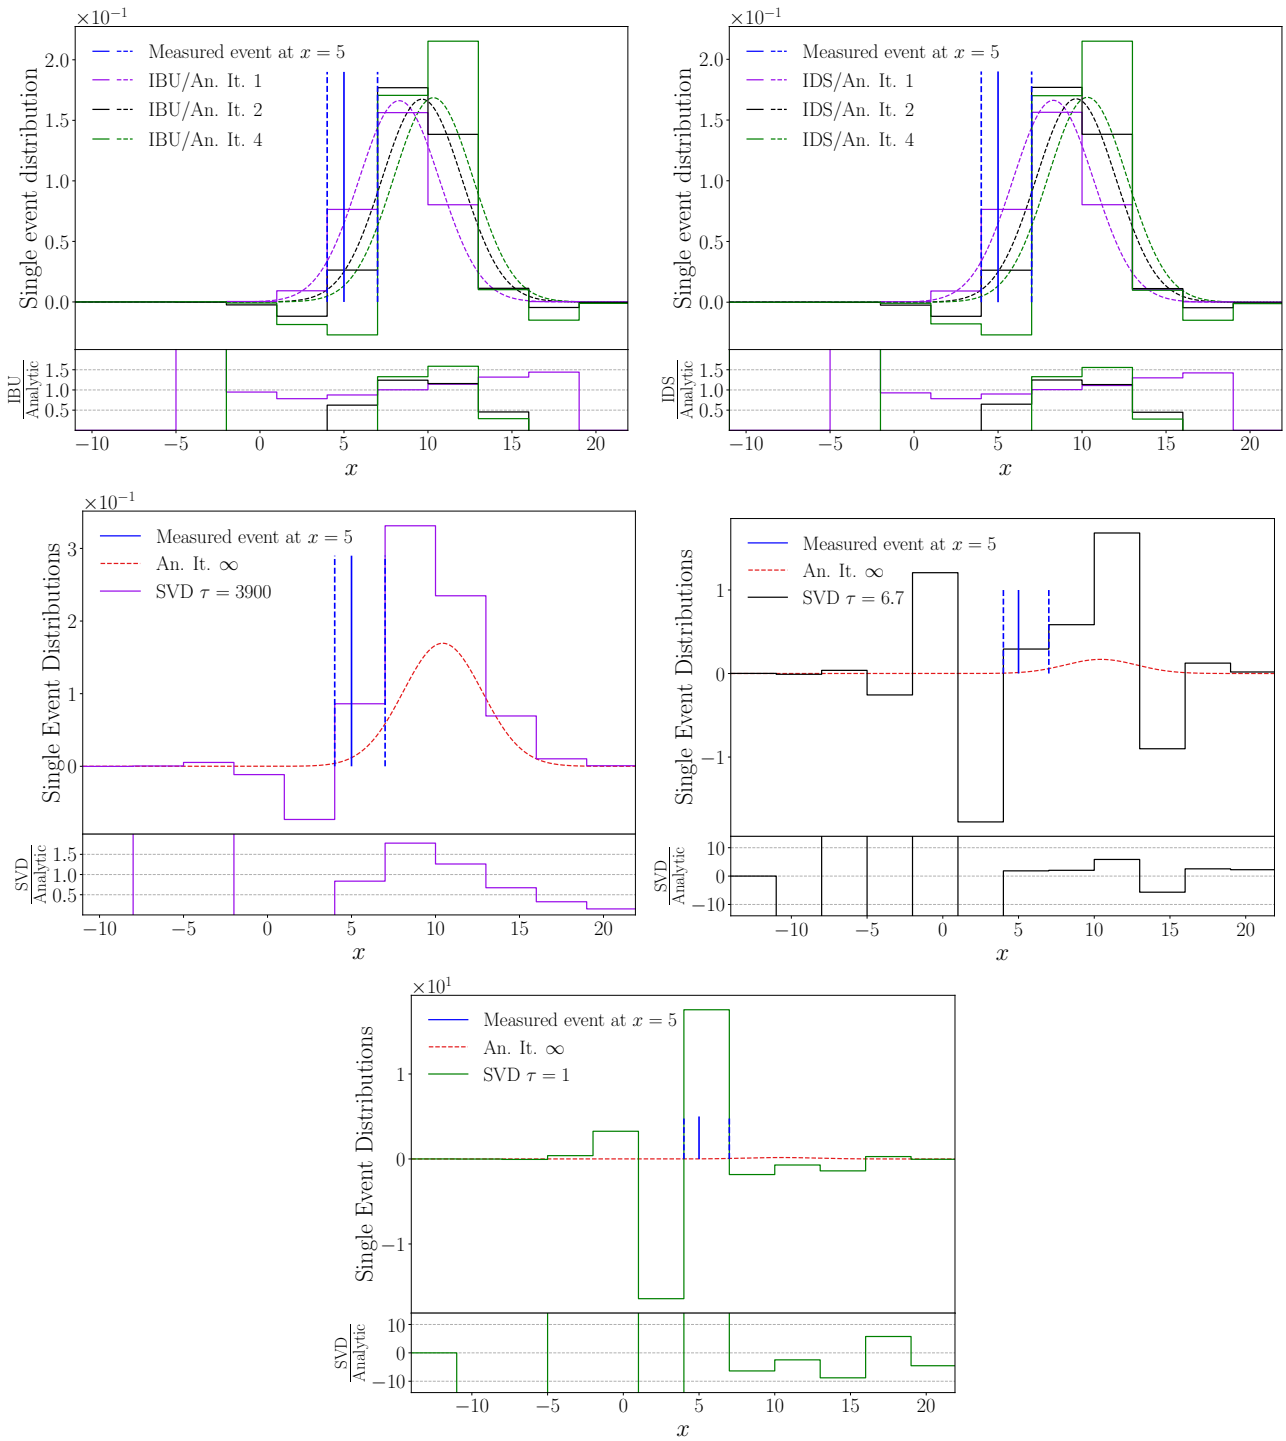 ×10⁻¹
Single event distribution
2.0
1.5
1.0
0.5
0.0
Measured event at x = 5
IBU/An. It. 1
IBU/An. It. 2
IBU/An. It. 4
IBU
Analytic
1.5
1.0
0.5
−10 −5 0 5 10 15 20
x
×10⁻¹
Single event distribution
2.0
1.5
1.0
0.5
0.0
Measured event at x = 5
IDS/An. It. 1
IDS/An. It. 2
IDS/An. It. 4
IDS
Analytic
1.5
1.0
0.5
−10 −5 0 5 10 15 20
x
×10⁻¹
Single Event Distributions
3
2
1
0
Measured event at x = 5
An. It. ∞
SVD τ = 3900
SVD
Analytic
1.5
1.0
0.5
−10 −5 0 5 10 15 20
x
Single Event Distributions
1
0
−1
Measured event at x = 5
An. It. ∞
SVD τ = 6.7
SVD
Analytic
10
0
−10
−10 −5 0 5 10 15 20
x
×10¹
Single Event Distributions
1
0
−1
Measured event at x = 5
An. It. ∞
SVD τ = 1
SVD
Analytic
10
0
−10
−10 −5 0 5 10 15 20
x